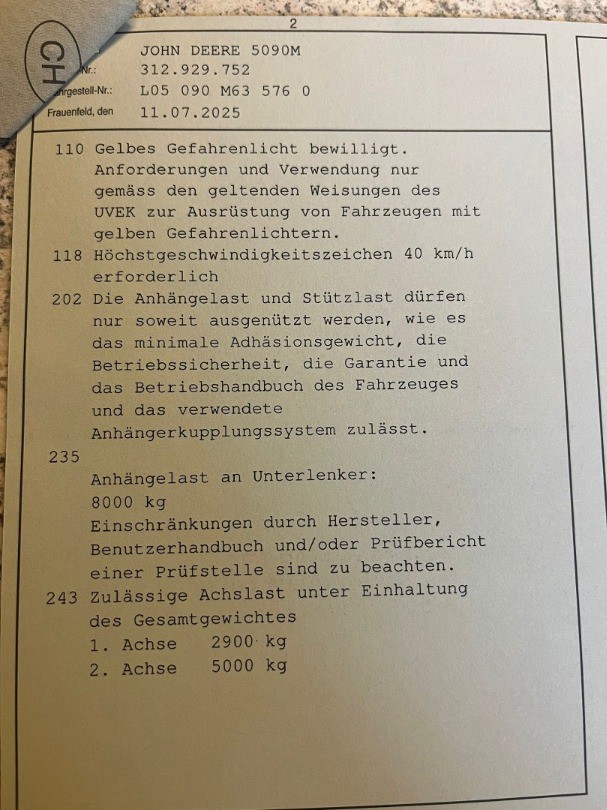 2
CH
JOHN DEERE 5090M
Nr.: 312.929.752
rgestell-Nr.: L05 090 M63 576 0
Frauenfeld, den 11.07.2025
110 Gelbes Gefahrenlicht bewilligt.
Anforderungen und Verwendung nur
gemäss den geltenden Weisungen des
UVEK zur Ausrüstung von Fahrzeugen mit
gelben Gefahrenlichtern.
118 Höchstgeschwindigkeitszeichen 40 km/h
erforderlich
202 Die Anhängelast und Stützlast dürfen
nur soweit ausgenützt werden, wie es
das minimale Adhäsionsgewicht, die
Betriebssicherheit, die Garantie und
das Betriebshandbuch des Fahrzeuges
und das verwendete
Anhängerkupplungssystem zulässt.
235
Anhängelast an Unterlenker:
8000 kg
Einschränkungen durch Hersteller,
Benutzerhandbuch und/oder Prüfbericht
einer Prüfstelle sind zu beachten.
243 Zulässige Achslast unter Einhaltung
des Gesamtgewichtes
1. Achse 2900 kg
2. Achse 5000 kg